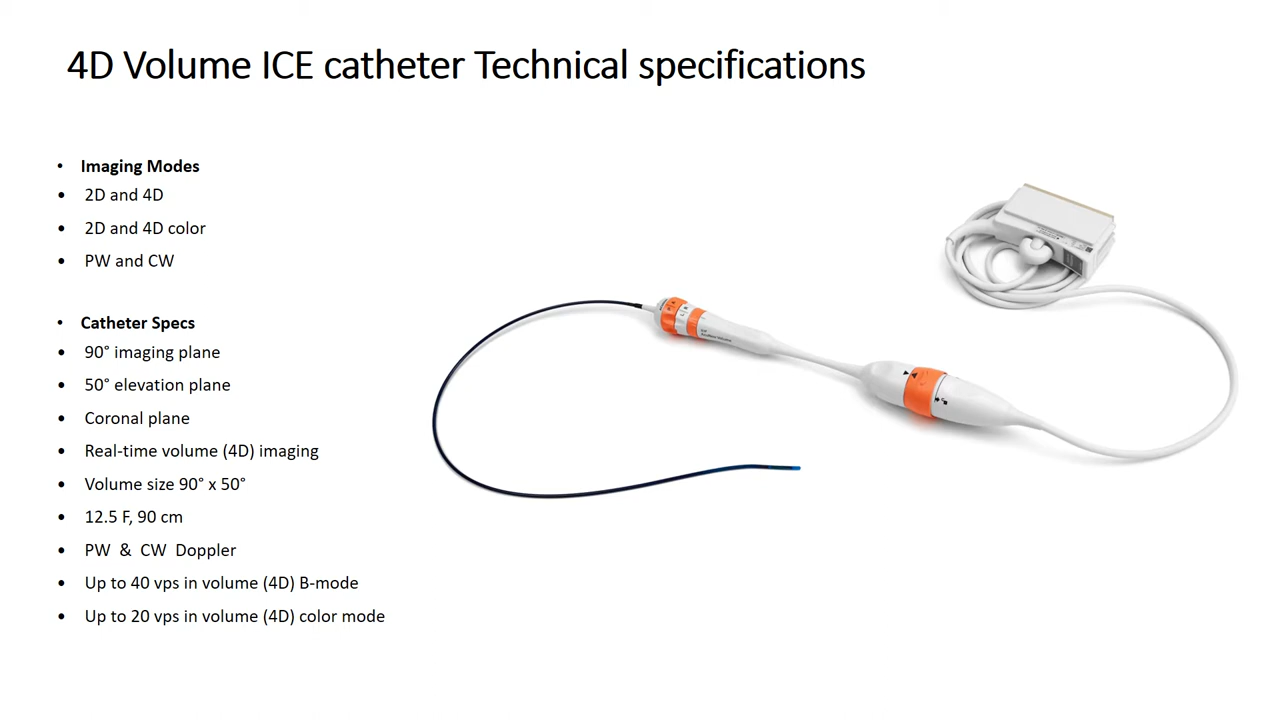 4D Volume ICE catheter Technical specifications
• Imaging Modes
• 2D and 4D
• 2D and 4D color
• PW and CW
• Catheter Specs
• 90° imaging plane
• 50° elevation plane
• Coronal plane
• Real-time volume (4D) imaging
• Volume size 90° x 50°
• 12.5 F, 90 cm
• PW & CW Doppler
• Up to 40 vps in volume (4D) B-mode
• Up to 20 vps in volume (4D) color mode